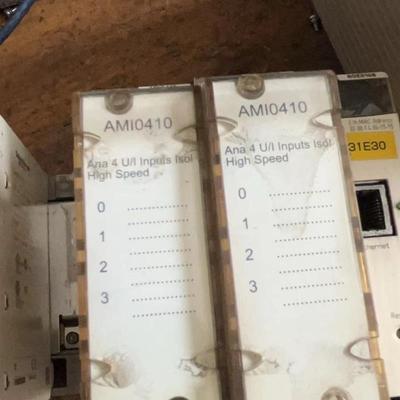 AMI0410
Ana 4 U/I Inputs Isol
High Speed
0 ................
1 ................
2 ................
3 ................
AMI0410
Ana 4 U/I Inputs Isol
High Speed
0 ................
1 ................
2 ................
3 ................
31E30
Ethernet